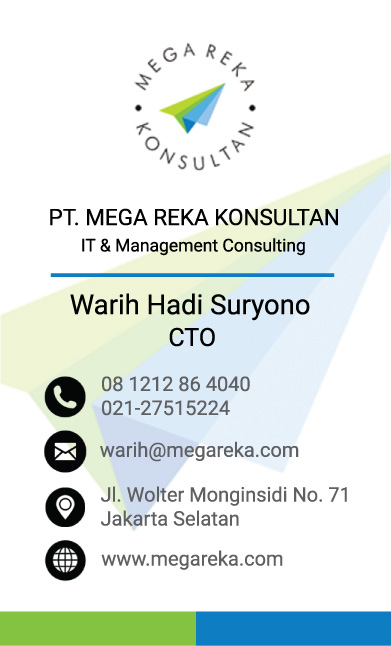 MEGA REKA
KONSULTAN
PT. MEGA REKA KONSULTAN
IT & Management Consulting
Warih Hadi Suryono
CTO
08 1212 86 4040
021-27515224
warih@megareka.com
Jl. Wolter Monginsidi No. 71
Jakarta Selatan
www.megareka.com